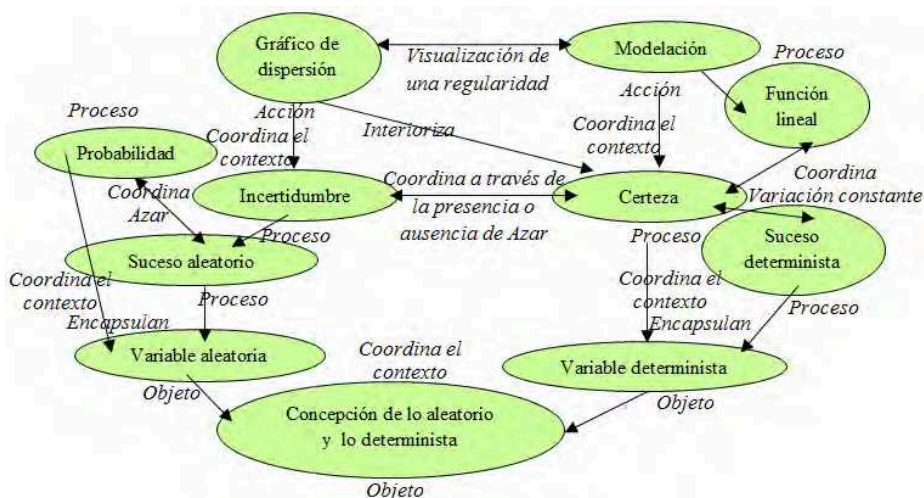 Gráfico de
dispersión
Visualización de
una regularidad
Modelación
Proceso
Función
lineal
Acción
Acción
Proceso
Probabilidad
Coordina el
contexto
Interioriza
Coordina el
contexto
Coordina
Azar
Incertidumbre
Coordina a través de
la presencia o
ausencia de Azar
Certeza
Coordina
Variación constante
Proceso
Proceso
Suceso aleatorio
Suceso
determinista
Coordina el
contexto
Proceso
Coordina el
contexto
Proceso
Encapsulan
Encapsulan
Variable aleatoria
Coordina el
contexto
Variable determinista
Objeto
Objeto
Concepción de lo aleatorio
y lo determinista
Objeto